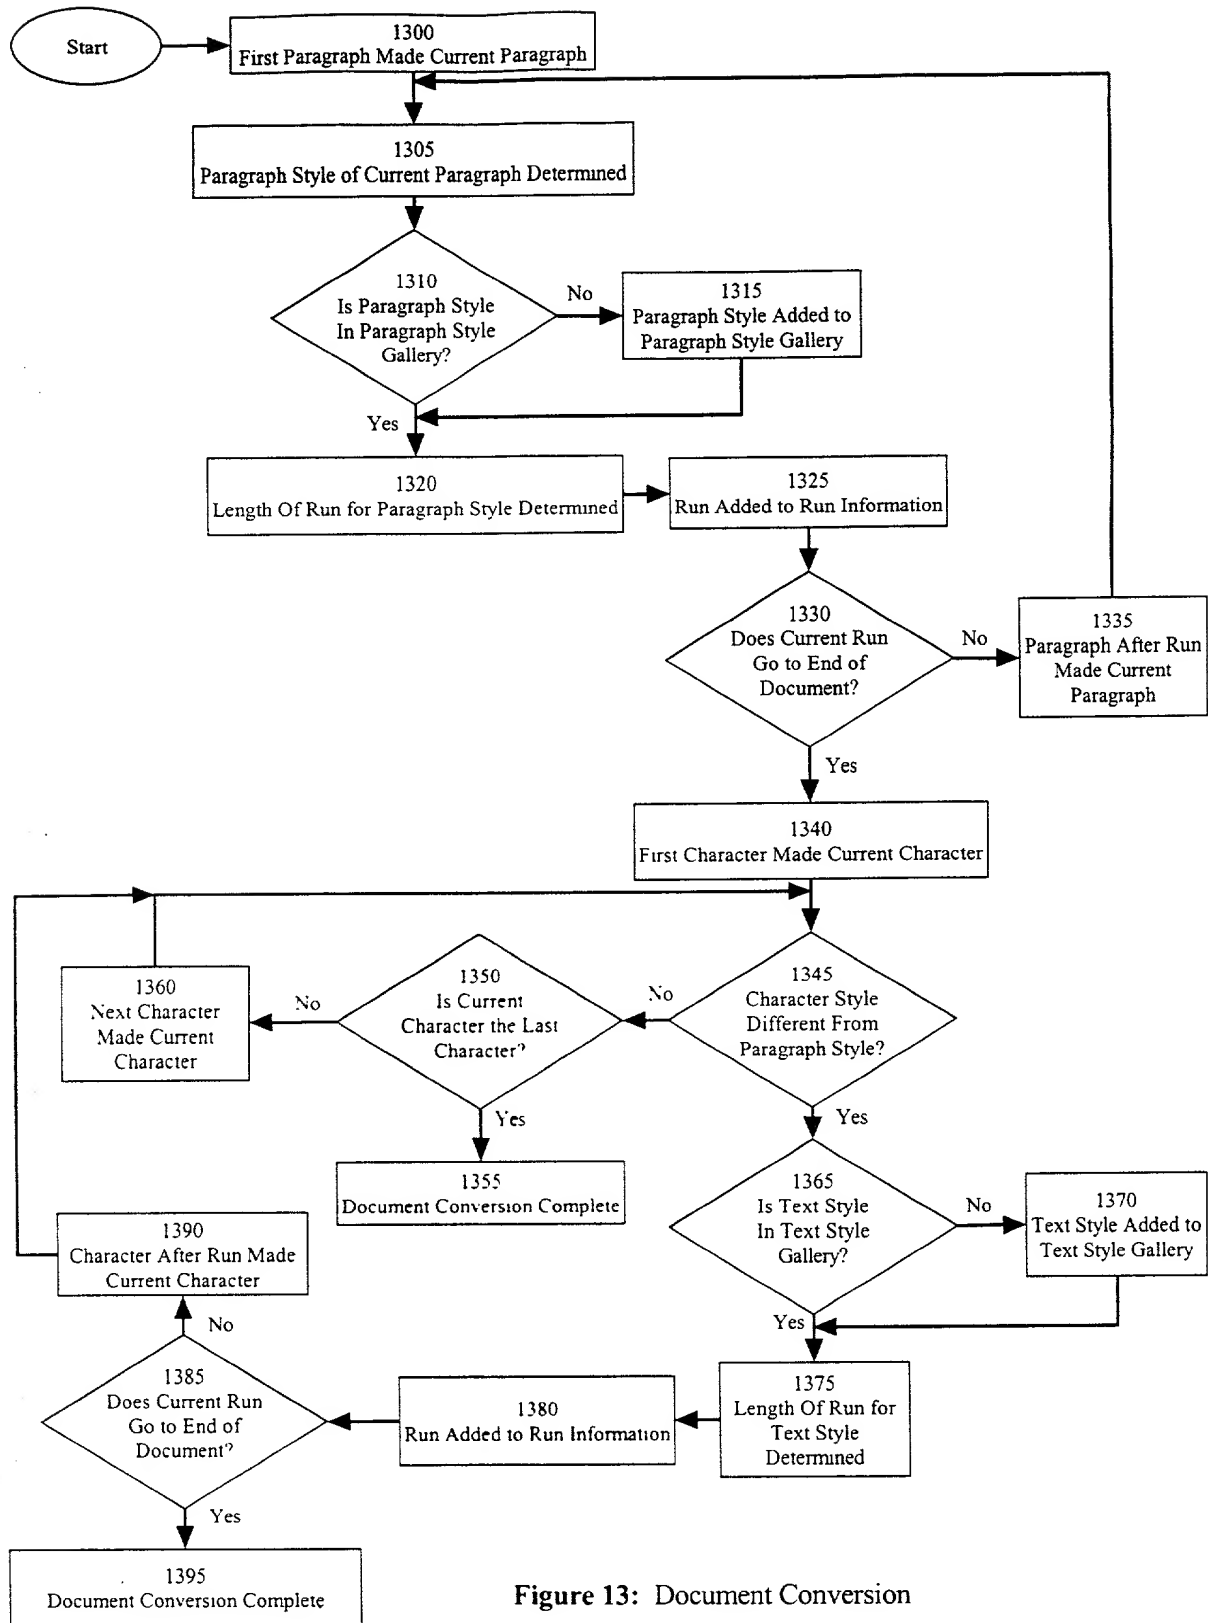 Start
1300
First Paragraph Made Current Paragraph
1305
Paragraph Style of Current Paragraph Determined
1310
Is Paragraph Style
In Paragraph Style
Gallery?
No
1315
Paragraph Style Added to
Paragraph Style Gallery
Yes
1320
Length Of Run for Paragraph Style Determined
1325
Run Added to Run Information
1330
Does Current Run
Go to End of
Document?
No
1335
Paragraph After Run
Made Current
Paragraph
Yes
1340
First Character Made Current Character
1345
Character Style
Different From
Paragraph Style?
No
1350
Is Current
Character the Last
Character?
No
1360
Next Character
Made Current
Character
Yes
1355
Document Conversion Complete
Yes
1365
Is Text Style
In Text Style
Gallery?
No
1370
Text Style Added to
Text Style Gallery
Yes
1375
Length Of Run for
Text Style
Determined
1380
Run Added to Run Information
1385
Does Current Run
Go to End of
Document?
No
1390
Character After Run Made
Current Character
Yes
1395
Document Conversion Complete
Figure 13: Document Conversion